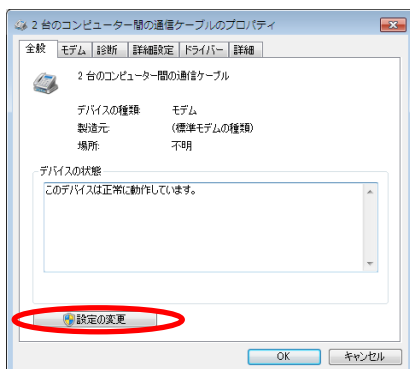 2 台のコンピューター間の通信ケーブルのプロパティ
全般 モデム 診断 詳細設定 ドライバー 詳細
2 台のコンピューター間の通信ケーブル
デバイスの種類: モデム
製造元: (標準モデムの種類)
場所: 不明
デバイスの状態
このデバイスは正常に動作しています。
設定の変更
OK キャンセル